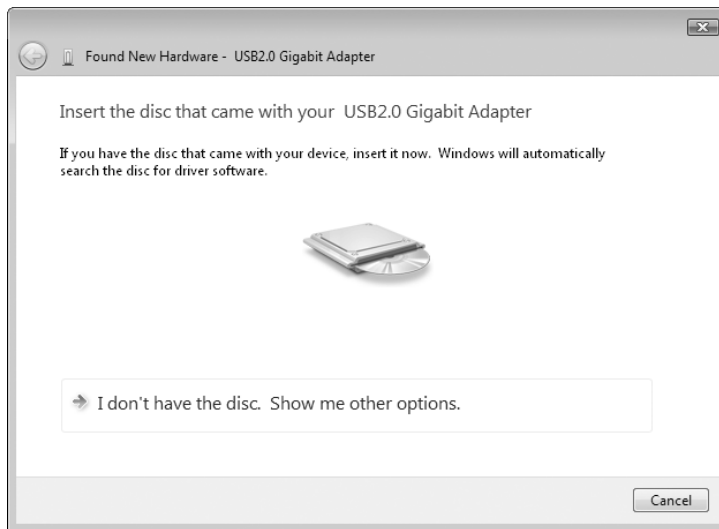 Found New Hardware - USB2.0 Gigabit Adapter
Insert the disc that came with your USB2.0 Gigabit Adapter
If you have the disc that came with your device, insert it now. Windows will automatically
search the disc for driver software.
I don't have the disc. Show me other options.
Cancel